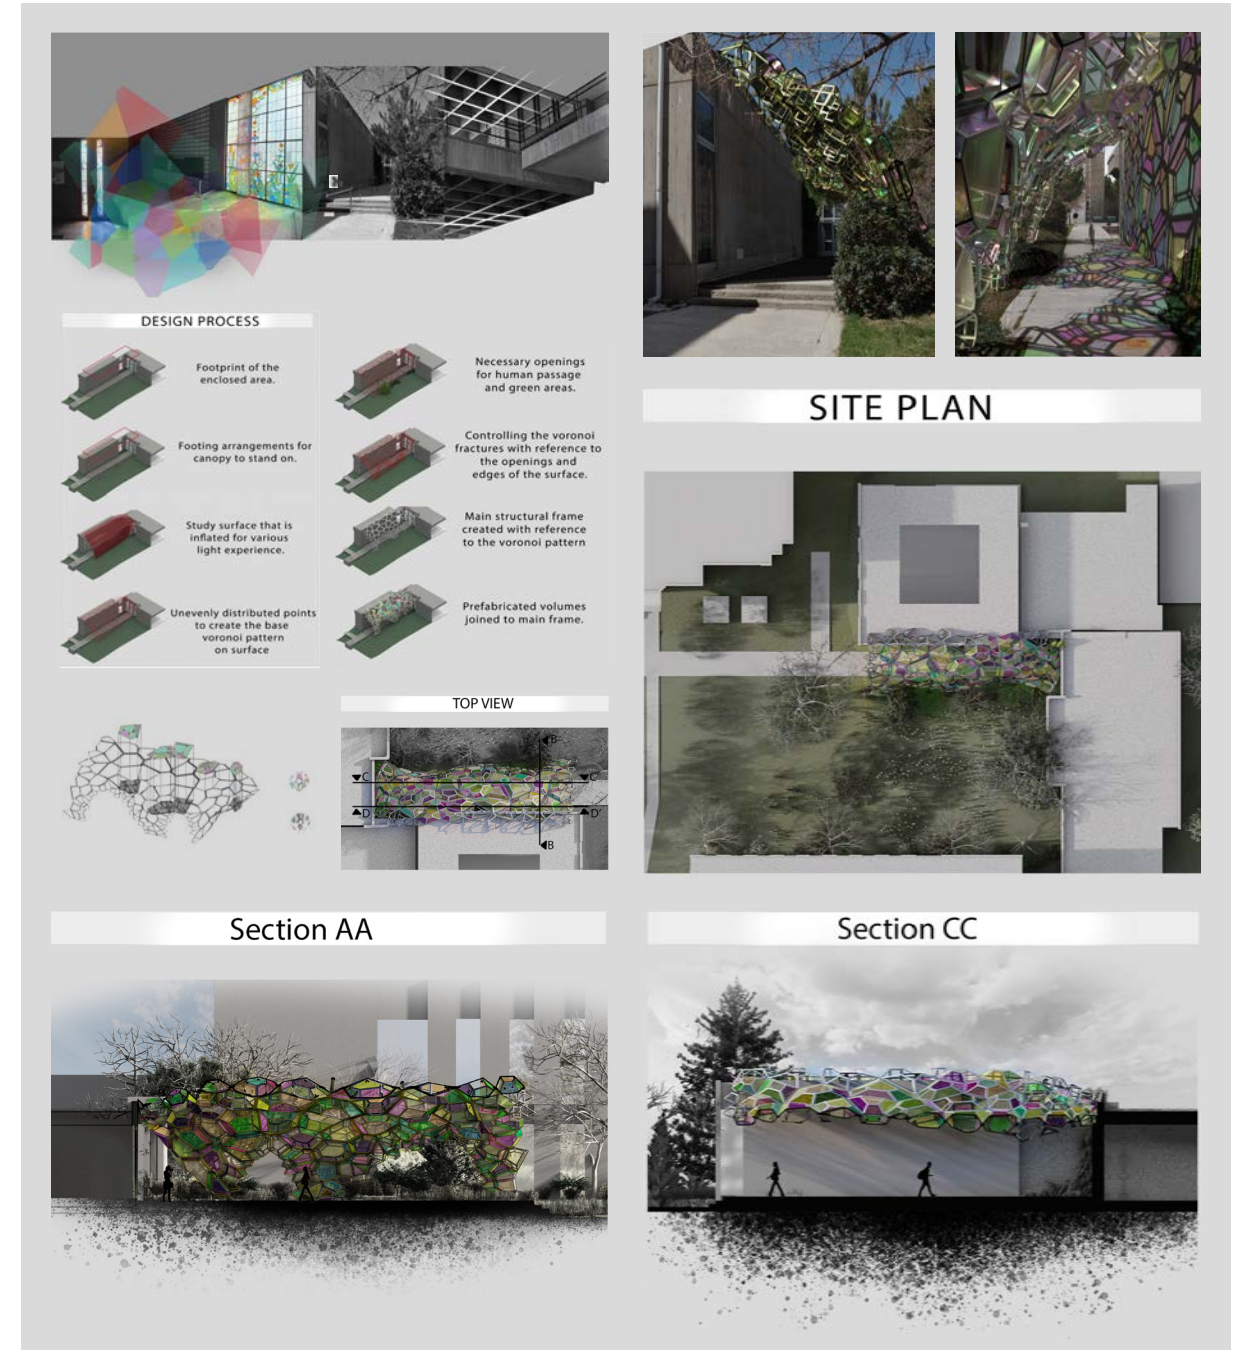 DESIGN PROCESS
Footprint of the
enclosed area.
Footing arrangements for
canopy to stand on.
Study surface that is
inflated for various
light experience.
Unevenly distributed points
to create the base
voronoi pattern
on surface
Necessary openings
for human passage
and green areas.
Controlling the voronoi
fractures with reference to
the openings and
edges of the surface.
Main structural frame
created with reference
to the voronoi pattern
Prefabricated volumes
joined to main frame.
SITE PLAN
TOP VIEW
B
C
C'
D
D'
B
Section AA
Section CC